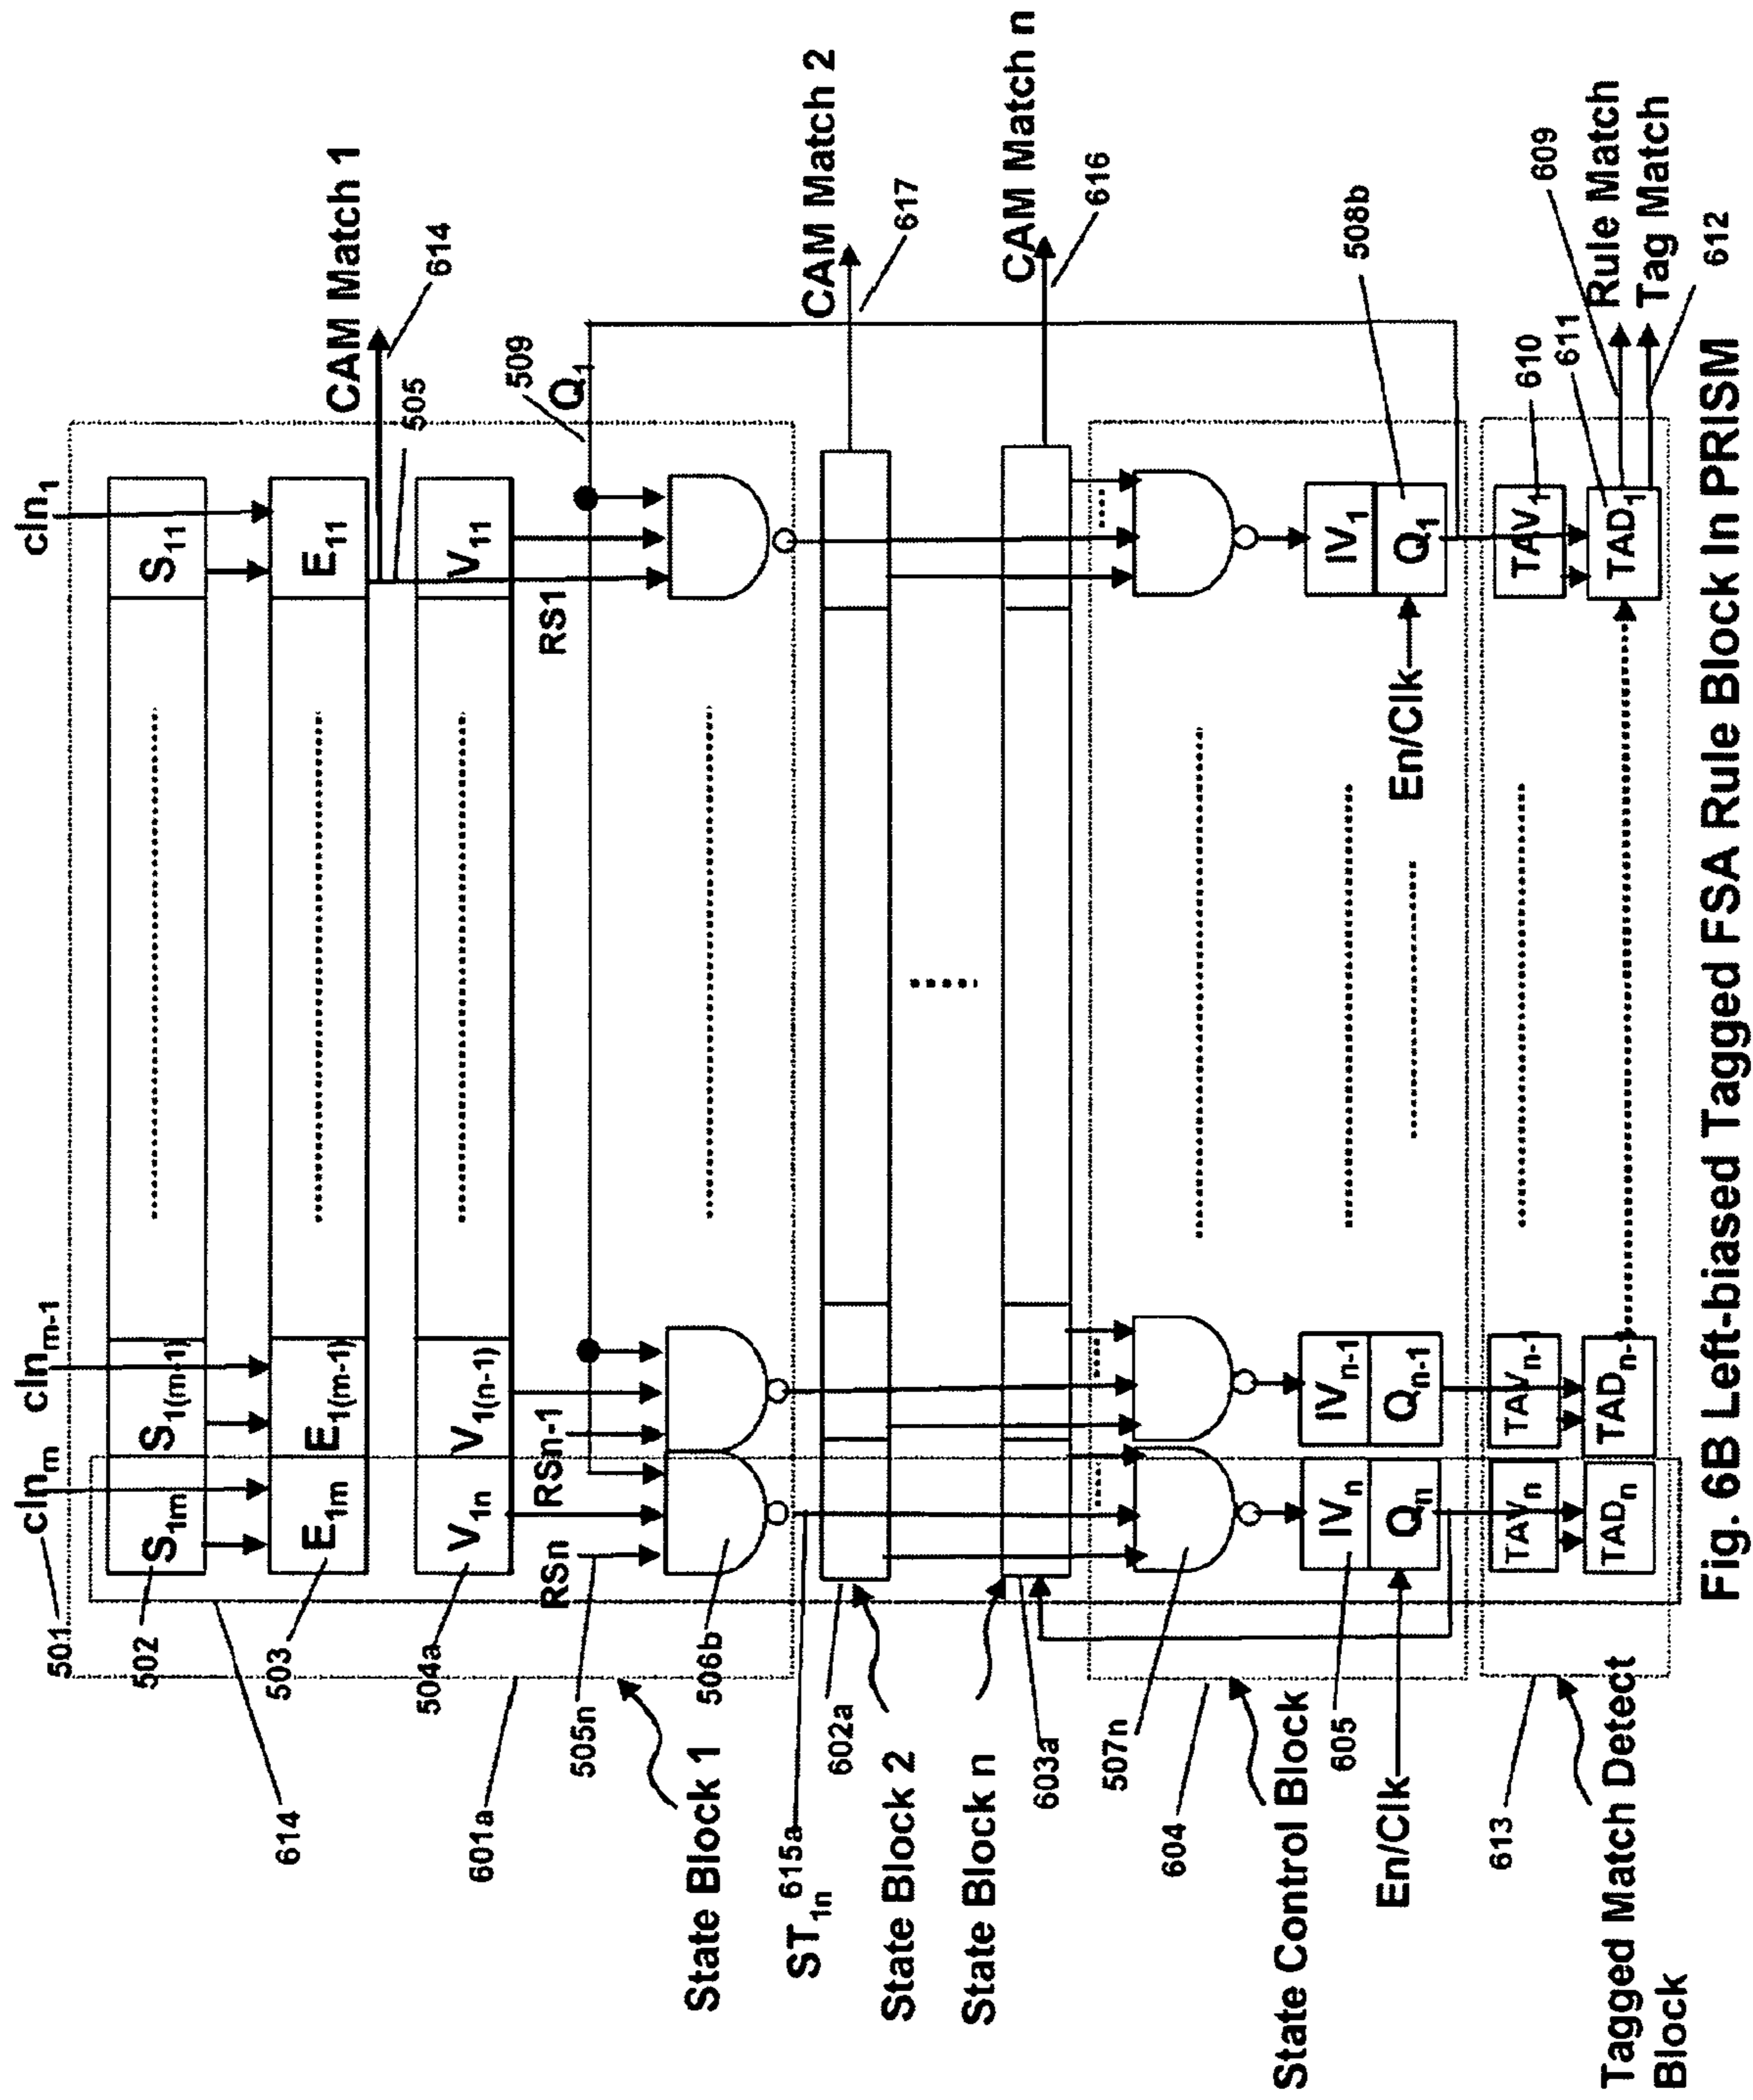 cIn₁
cInₘ₋₁
cInₘ
501
S₁₁
S₁₍ₘ₋₁₎
S₁ₘ
502
E₁₁
E₁₍ₘ₋₁₎
E₁ₘ
503
614
CAM Match 1
614
505
V₁₁
V₁₍ₙ₋₁₎
V₁ₙ
504a
601a
509
Q₁
RS1
RSn-1
RSn
505n
506b
State Block 1
615a
ST₁ₙ
CAM Match 2
617
602a
State Block 2
CAM Match n
616
State Block n
603a
507n
604
State Control Block
IV₁
IVₙ₋₁
IVₙ
605
508b
Q₁
Qₙ₋₁
Qₙ
En/Clk
En/Clk
610
TAV₁
TAVₙ₋₁
TAVₙ
613
611
TAD₁
TADₙ₋₁
TADₙ
609
Rule Match
Tag Match
612
Tagged Match Detect
Block
Fig. 6B Left-biased Tagged FSA Rule Block In PRISM